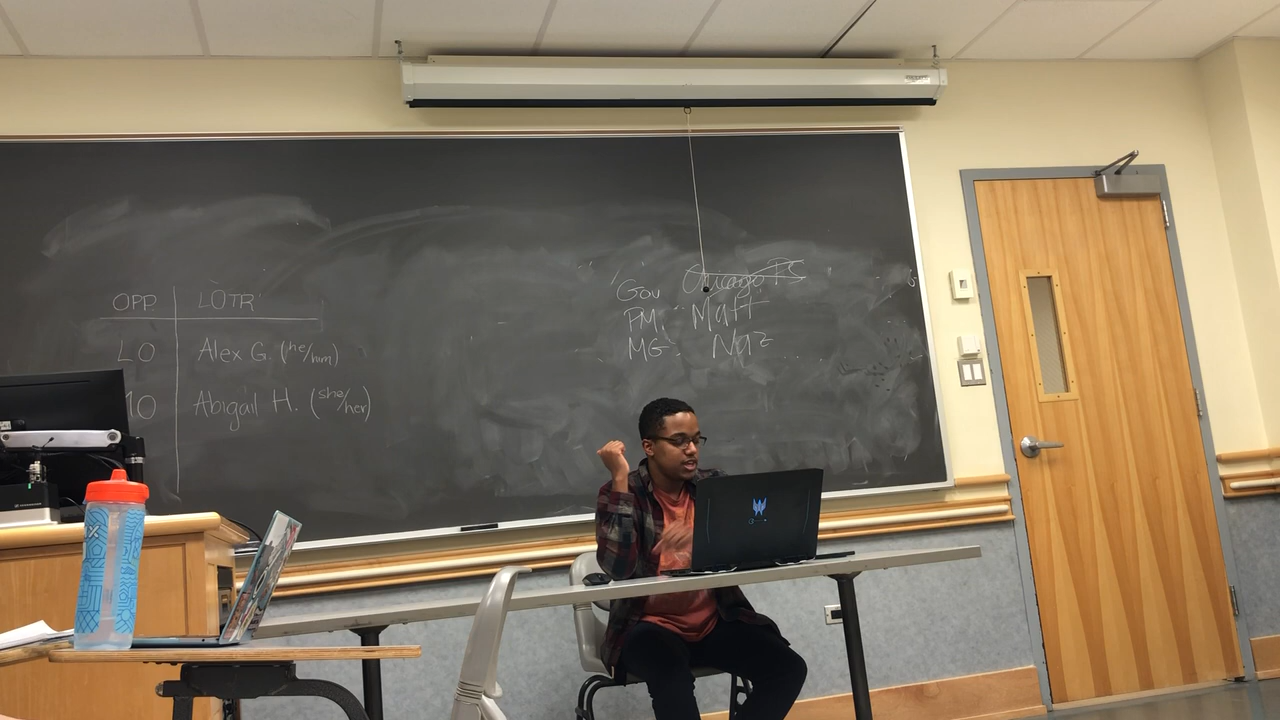 OPP LOTR
LO Alex G. (he/him)
MO Abigail H. (she/her)
Gov Chicago PS
PM: Matt
MG: Naz